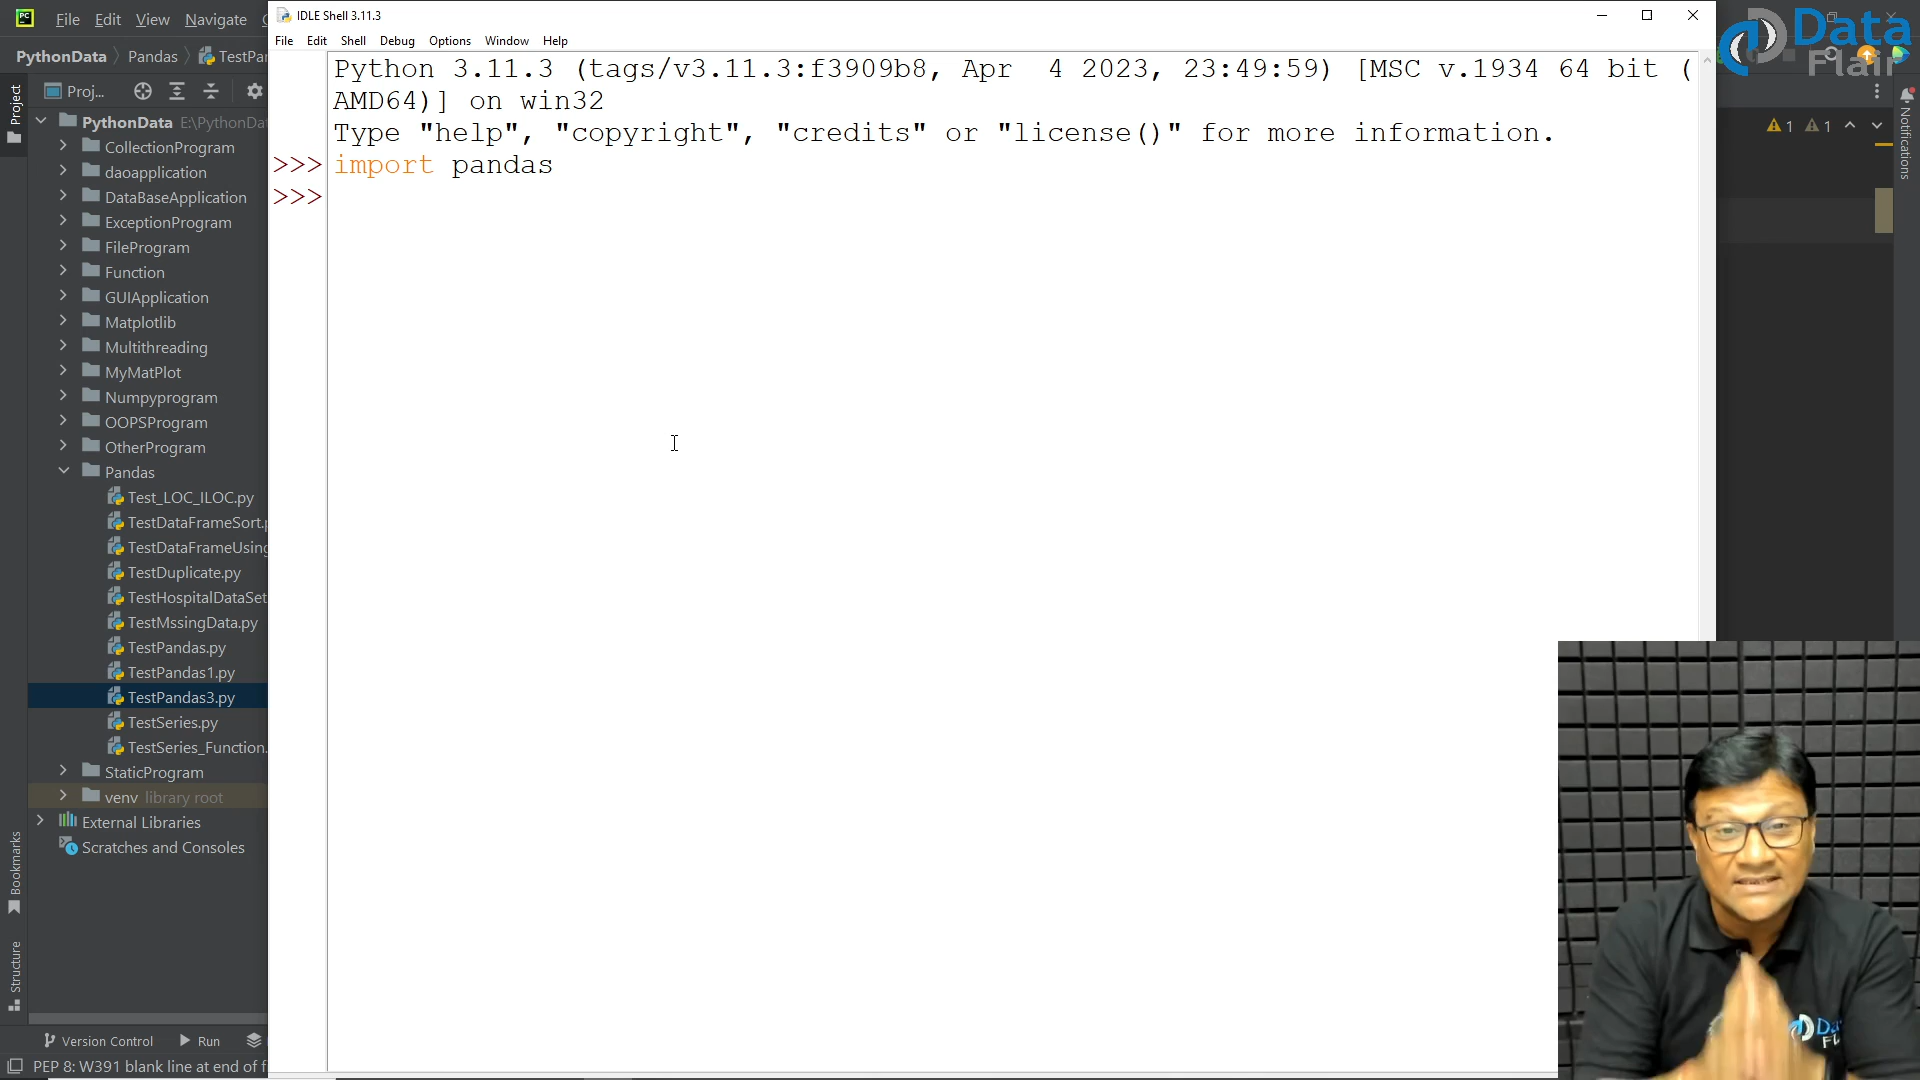 File Edit View Navigate
IDLE Shell 3.11.3
File Edit Shell Debug Options Window Help
Data
Flair
PythonData Pandas TestPan
Proj...
Project
Python 3.11.3 (tags/v3.11.3:f3909b8, Apr  4 2023, 23:49:59) [MSC v.1934 64 bit (
AMD64)] on win32
Type "help", "copyright", "credits" or "license()" for more information.
>>> import pandas
>>>
1 1
Notifications
PythonData E:\PythonDat
CollectionProgram
daoapplication
DataBaseApplication
ExceptionProgram
FileProgram
Function
GUIApplication
Matplotlib
Multithreading
MyMatPlot
Numpyprogram
OOPSProgram
OtherProgram
Pandas
Test_LOC_ILOC.py
TestDataFrameSort.p
TestDataFrameUsing
TestDuplicate.py
TestHospitalDataSet
TestMssingData.py
TestPandas.py
TestPandas1.py
TestPandas3.py
TestSeries.py
TestSeries_Function.
StaticProgram
venv library root
External Libraries
Scratches and Consoles
Bookmarks
Structure
Version Control Run
PEP 8: W391 blank line at end of f